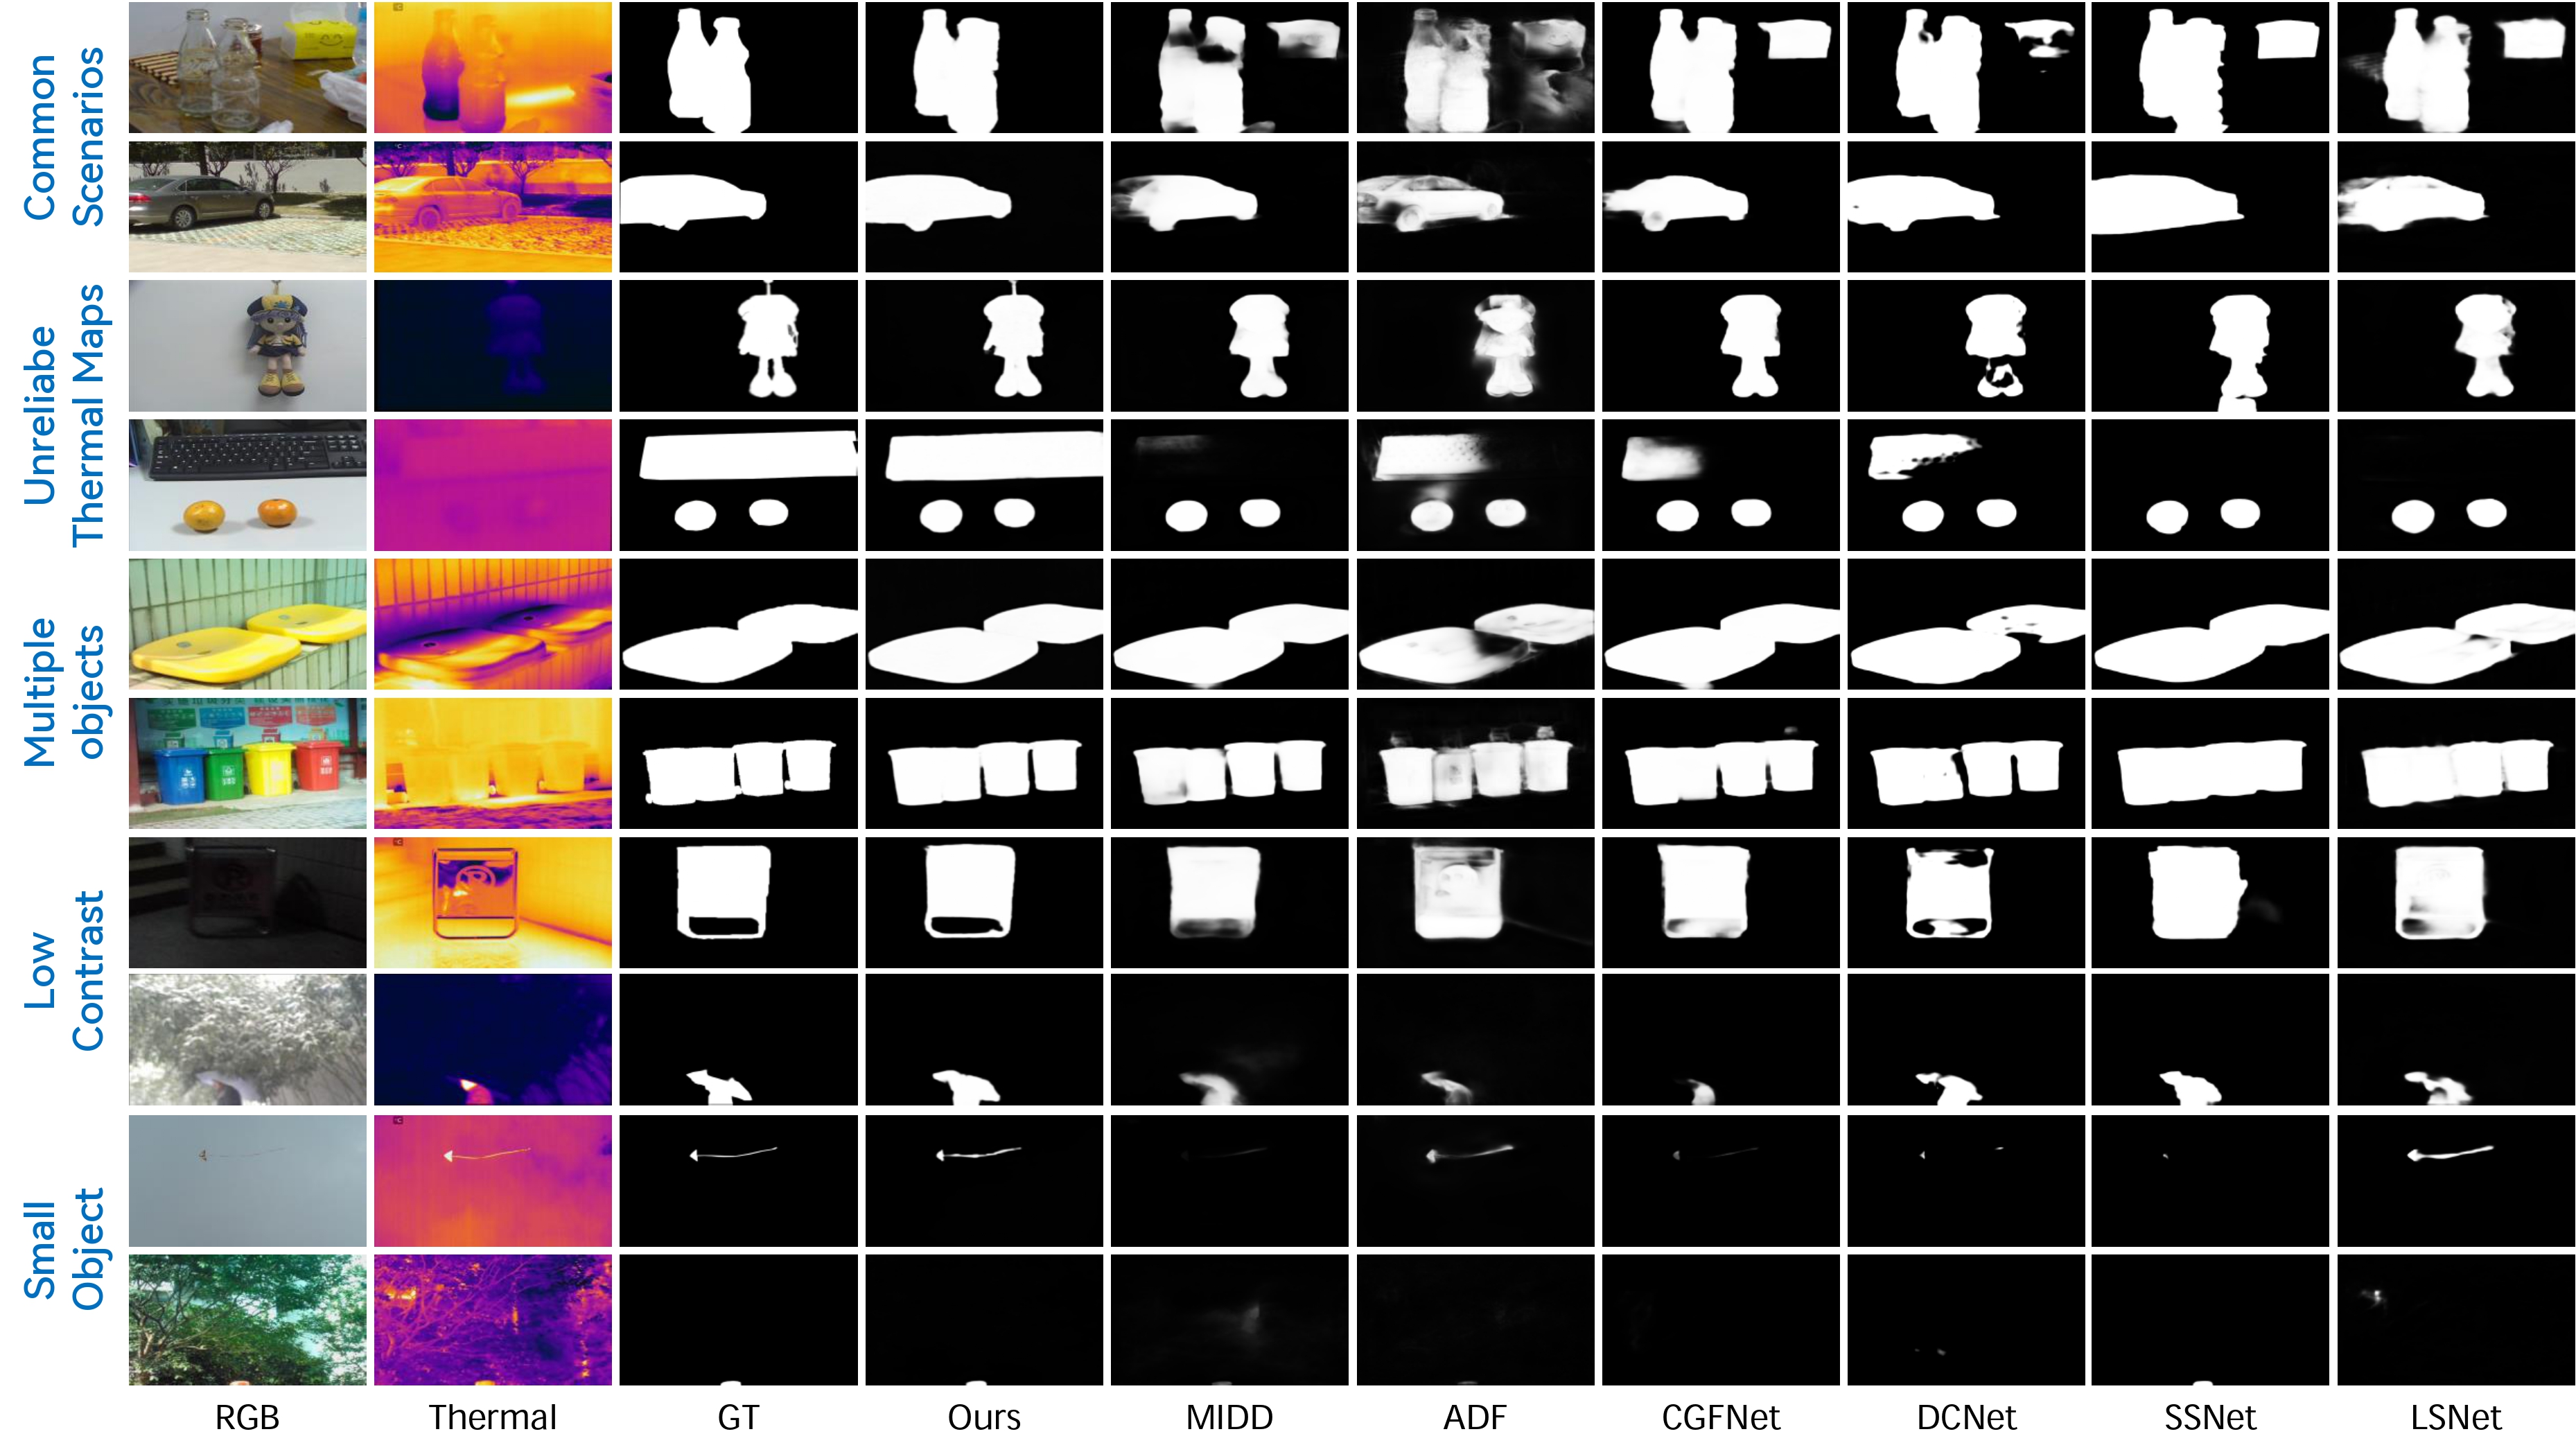 Common
Scenarios
Unreliabe
Thermal Maps
Multiple
objects
Low
Contrast
Small
Object
RGB Thermal GT Ours MIDD ADF CGFNet DCNet SSNet LSNet